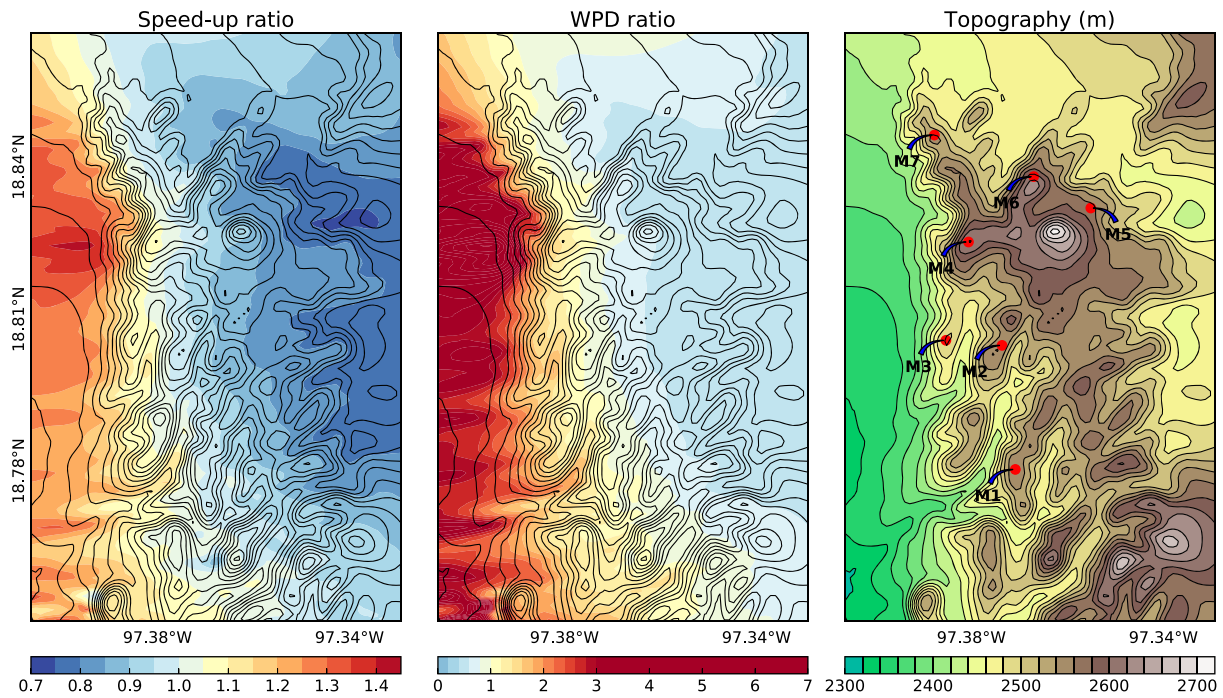 Speed-up ratio
WPD ratio
Topography (m)
18.84°N
18.81°N
18.78°N
M7
M6
M5
M4
M3
M2
M1
97.38°W
97.34°W
97.38°W
97.34°W
97.38°W
97.34°W
0.7 0.8 0.9 1.0 1.1 1.2 1.3 1.4
0 1 2 3 4 5 6 7
2300 2400 2500 2600 2700